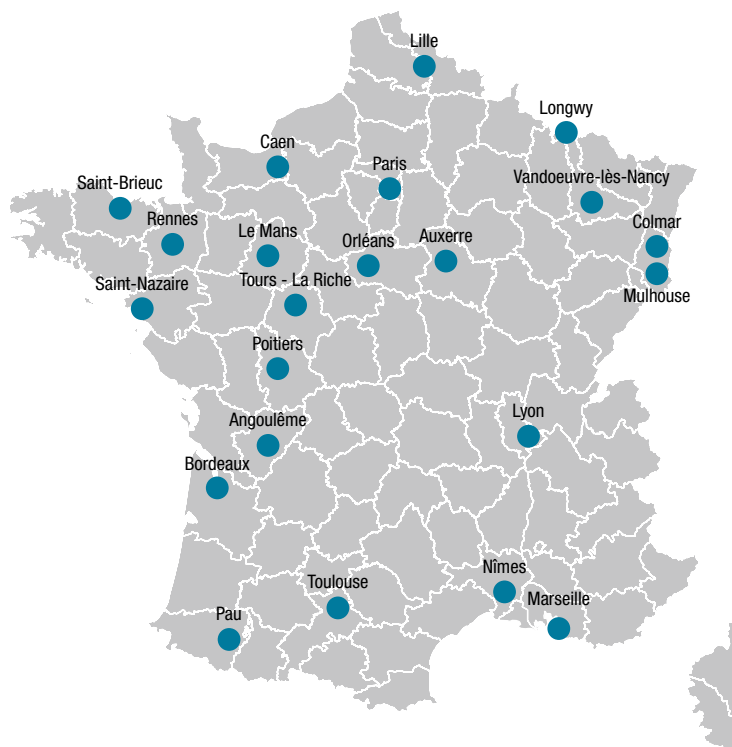 Lille
Longwy
Caen
Paris
Vandoeuvre-lès-Nancy
Saint-Brieuc
Rennes
Le Mans
Orléans
Auxerre
Colmar
Saint-Nazaire
Tours - La Riche
Mulhouse
Poitiers
Angoulême
Lyon
Bordeaux
Nîmes
Toulouse
Marseille
Pau